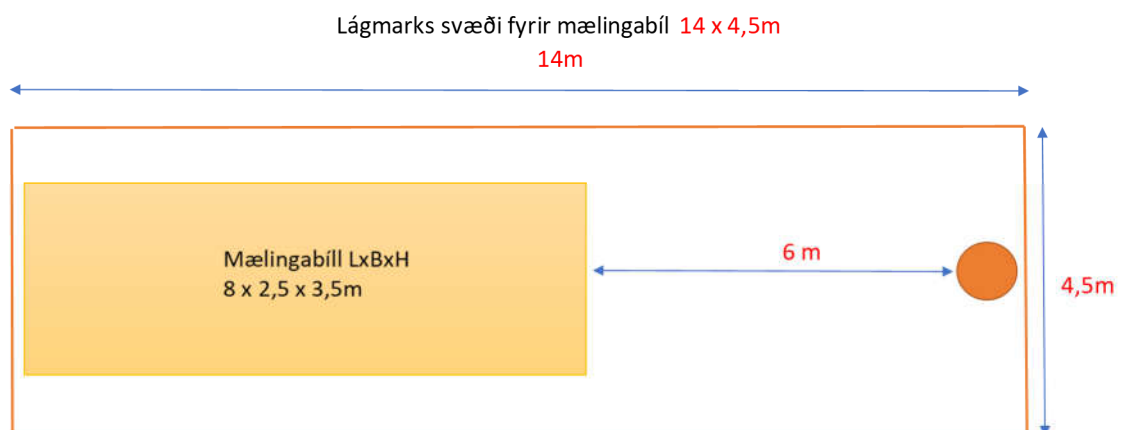 Lágmarks svæði fyrir mælingabíl 14 x 4,5m
14m
Mælingabíll LxBxH
8 x 2,5 x 3,5m
6 m
4,5m